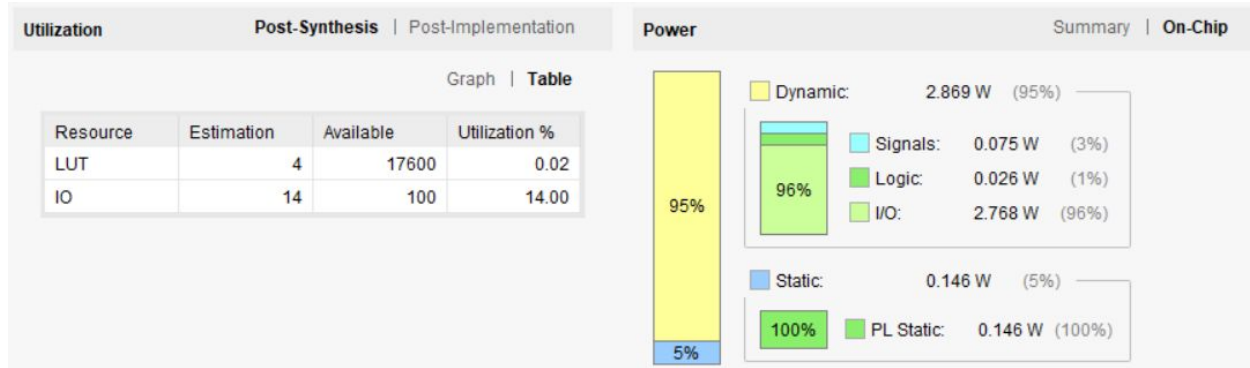 Utilization Post-Synthesis | Post-Implementation
Graph | Table
Resource Estimation Available Utilization %
LUT 4 17600 0.02
IO 14 100 14.00
Power Summary | On-Chip
95%
5%
Dynamic: 2.869 W (95%)
96%
Signals: 0.075 W (3%)
Logic: 0.026 W (1%)
I/O: 2.768 W (96%)
Static: 0.146 W (5%)
100% PL Static: 0.146 W (100%)